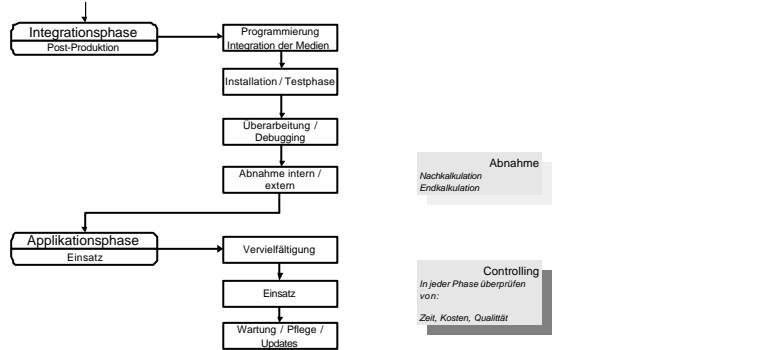 Integrationsphase
Post-Produktion
Programmierung
Integration der Medien
Installation / Testphase
Überarbeitung /
Debugging
Abnahme intern /
extern
Abnahme
Nachkalkulation
Endkalkulation
Applikationsphase
Einsatz
Vervielfältigung
Einsatz
Wartung / Pflege /
Updates
Controlling
In jeder Phase überprüfen
von:
Zeit, Kosten, Qualittät